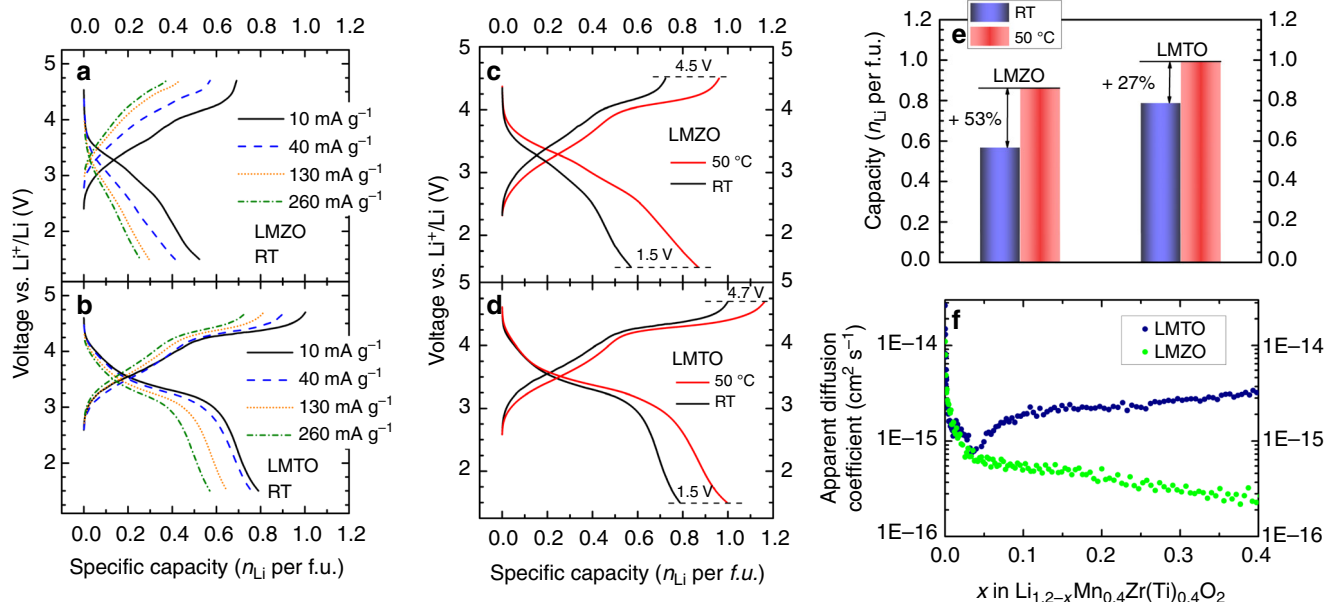 0.0 0.2 0.4 0.6 0.8 1.0 1.2
a
5
4
3
2
10 mA g⁻¹
40 mA g⁻¹
130 mA g⁻¹
260 mA g⁻¹
LMZO
RT
b
5
4
3
2
10 mA g⁻¹
40 mA g⁻¹
130 mA g⁻¹
260 mA g⁻¹
LMTO
RT
Voltage vs. Li⁺/Li (V)
0.0 0.2 0.4 0.6 0.8 1.0 1.2
Specific capacity (nLi per f.u.)
0.0 0.2 0.4 0.6 0.8 1.0 1.2
c
5
4
3
2
4.5 V
LMZO
50 °C
RT
1.5 V
5
4
3
2
5
d
5
4
3
2
4.7 V
LMTO
50 °C
RT
1.5 V
4
3
2
Voltage vs. Li⁺/Li (V)
0.0 0.2 0.4 0.6 0.8 1.0 1.2
Specific capacity (nLi per f.u.)
e
RT
50 °C
LMZO
+ 53%
LMTO
+ 27%
1.2
1.0
0.8
0.6
0.4
0.2
0.0
1.2
1.0
0.8
0.6
0.4
0.2
0.0
Capacity (nLi per f.u.)
f
LMTO
LMZO
1E−14
1E−15
1E−16
1E−14
1E−15
1E−16
Apparent diffusion
coefficient (cm² s⁻¹)
0.0 0.1 0.2 0.3 0.4
x in Li₁.₂₋ₓMn₀.₄Zr(Ti)₀.₄O₂